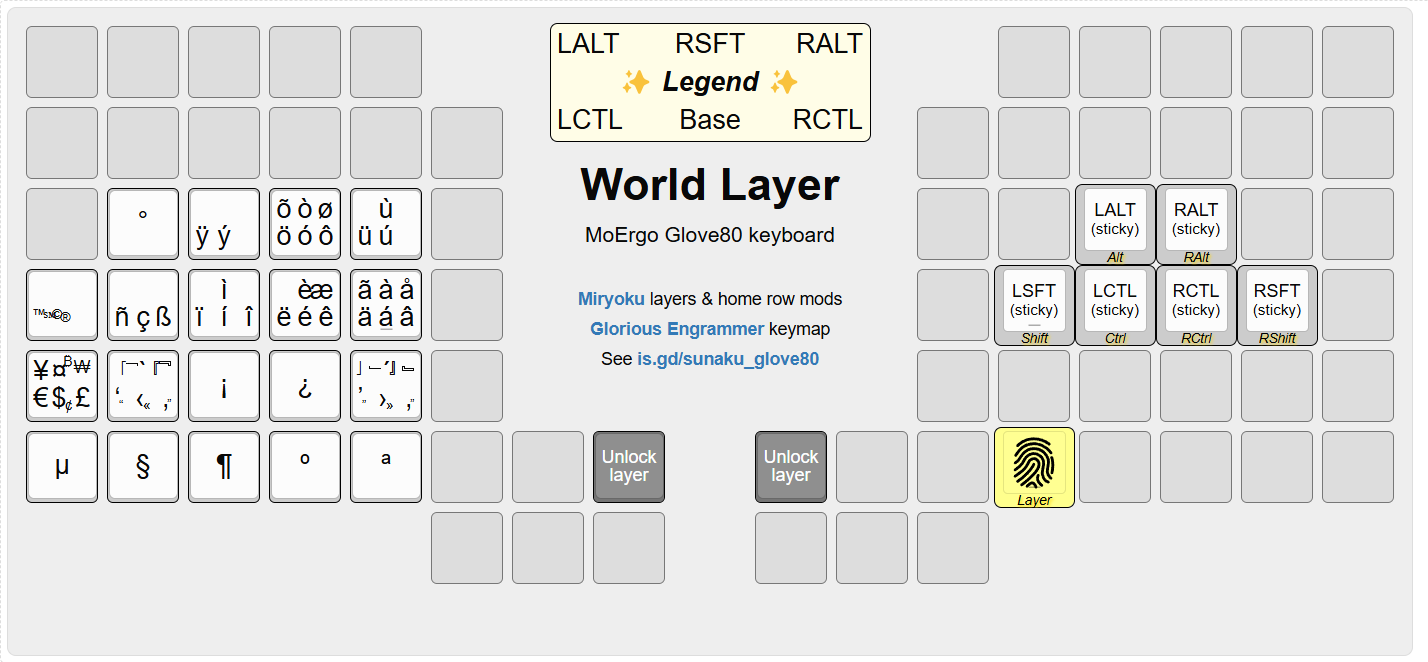 LALT RSFT RALT
✨ Legend ✨
LCTL Base RCTL
World Layer
MoErgo Glove80 keyboard
°
ÿ ý
õ ò ø
ö ó ô
ù
ü ú
LALT
(sticky)
Alt
RALT
(sticky)
RAlt
™℠©®
ñ ç ß
ì
ï í î
è æ
ë é ê
ã à å
ä á â
Miryoku layers & home row mods
Glorious Engrammer keymap
See is.gd/sunaku_glove80
LSFT
(sticky)
Shift
LCTL
(sticky)
Ctrl
RCTL
(sticky)
RCtrl
RSFT
(sticky)
RShift
¥ ¤ ₩
€ $ ¢ £
‘ “ ‹ « ‚ „
¡
¿
’ ” › »
µ
§
¶
º
ª
Unlock
layer
Unlock
layer
Layer